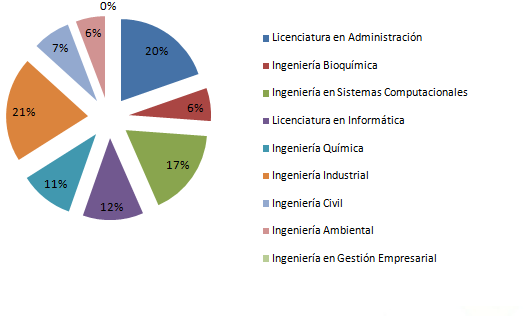 0%
20%
6%
17%
12%
11%
21%
7%
6%
Licenciatura en Administración
Ingeniería Bioquímica
Ingeniería en Sistemas Computacionales
Licenciatura en Informática
Ingeniería Química
Ingeniería Industrial
Ingeniería Civil
Ingeniería Ambiental
Ingeniería en Gestión Empresarial